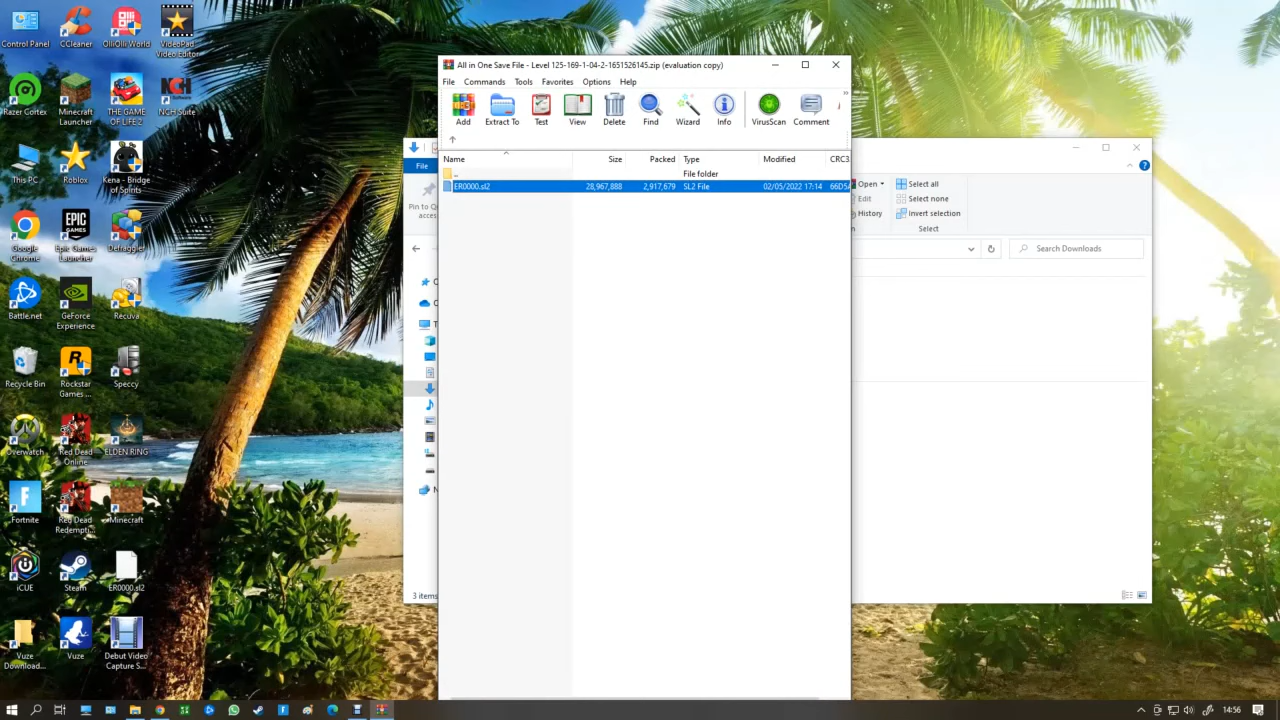 Control Panel
CCleaner
OlliOlli World
VideoPad
Video Editor
Razer Cortex
Minecraft
Launcher
THE GAME
OF LIFE 2
NCH Suite
This PC
Roblox
Kena - Bridge
of Spirits
Google
Chrome
Epic Games
Launcher
Defraggler
Battle.net
GeForce
Experience
Recuva
Recycle Bin
Rockstar
Games ...
Speccy
Overwatch
Red Dead
Online
ELDEN RING
Fortnite
Red Dead
Redempti...
Minecraft
iCUE
Steam
ER0000.sl2
Vuze
Download...
Vuze
Debut Video
Capture S...
All in One Save File - Level 125-169-1-04-2-1651526145.zip (evaluation copy)
File Commands Tools Favorites Options Help
Add Extract To Test View Delete Find Wizard Info VirusScan Comment
Name Size Packed Type Modified CRC3
.. File folder
ER0000.sl2 28,967,888 2,917,679 SL2 File 02/05/2022 17:14 66D5
File
Pin to Q
acces
3 items
Open
Edit
History
Select all
Select none
Invert selection
Select
Search Downloads
14:56